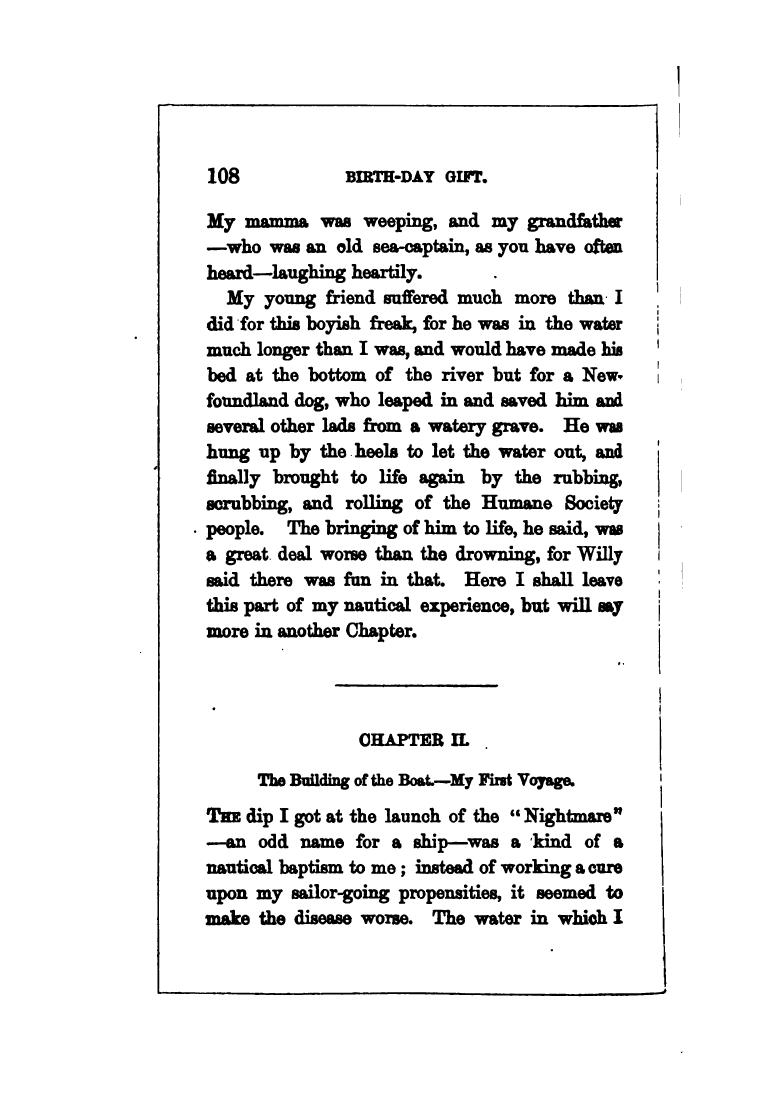 108 BIRTH-DAY GIFT.
My mamma was weeping, and my grandfather
—who was an old sea-captain, as you have often
heard—laughing heartily.
My young friend suffered much more than I
did for this boyish freak, for he was in the water
much longer than I was, and would have made his
bed at the bottom of the river but for a New-
foundland dog, who leaped in and saved him and
several other lads from a watery grave. He was
hung up by the heels to let the water out, and
finally brought to life again by the rubbing,
scrubbing, and rolling of the Humane Society
people. The bringing of him to life, he said, was
a great deal worse than the drowning, for Willy
said there was fun in that. Here I shall leave
this part of my nautical experience, but will say
more in another Chapter.
CHAPTER II.
The Building of the Boat.—My First Voyage.
THE dip I got at the launch of the "Nightmare"
—an odd name for a ship—was a kind of a
nautical baptism to me; instead of working a cure
upon my sailor-going propensities, it seemed to
make the disease worse. The water in which I